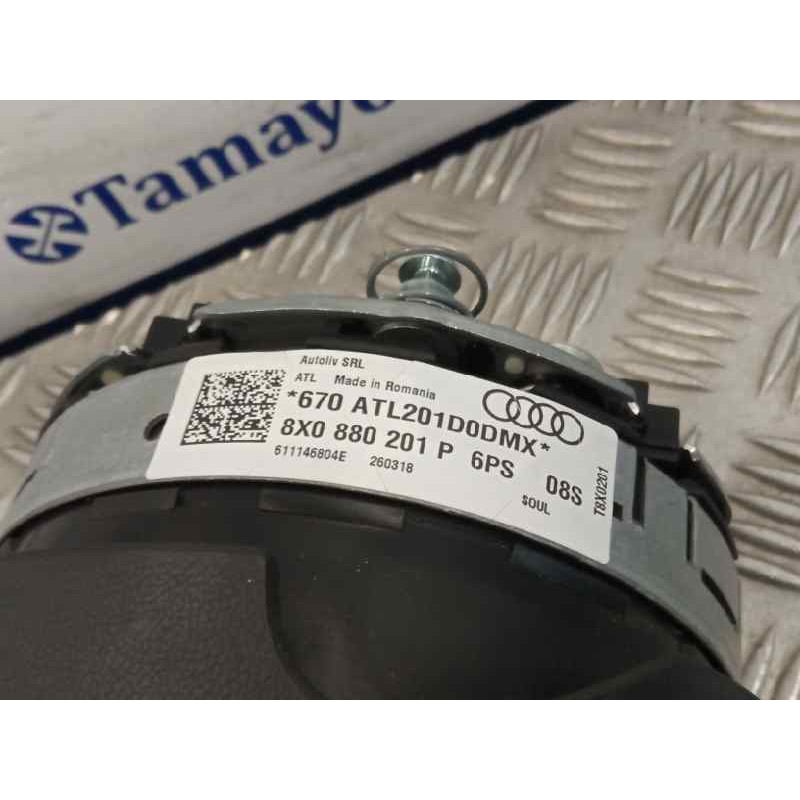 Tamayo
Autoliv SRL
ATL Made in Romania
*670 ATL201D0DMX*
8X0 880 201 P 6PS 08S
611146804E 260318
SOUL
T8X0201